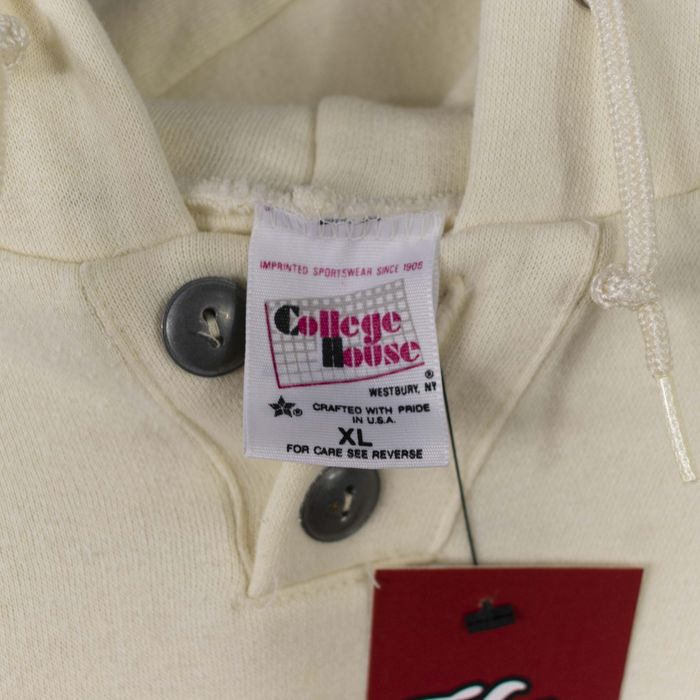 IMPRINTED SPORTSWEAR SINCE 1906
College
House
®
WESTBURY, NY
®
CRAFTED WITH PRIDE
IN U.S.A.
XL
FOR CARE SEE REVERSE